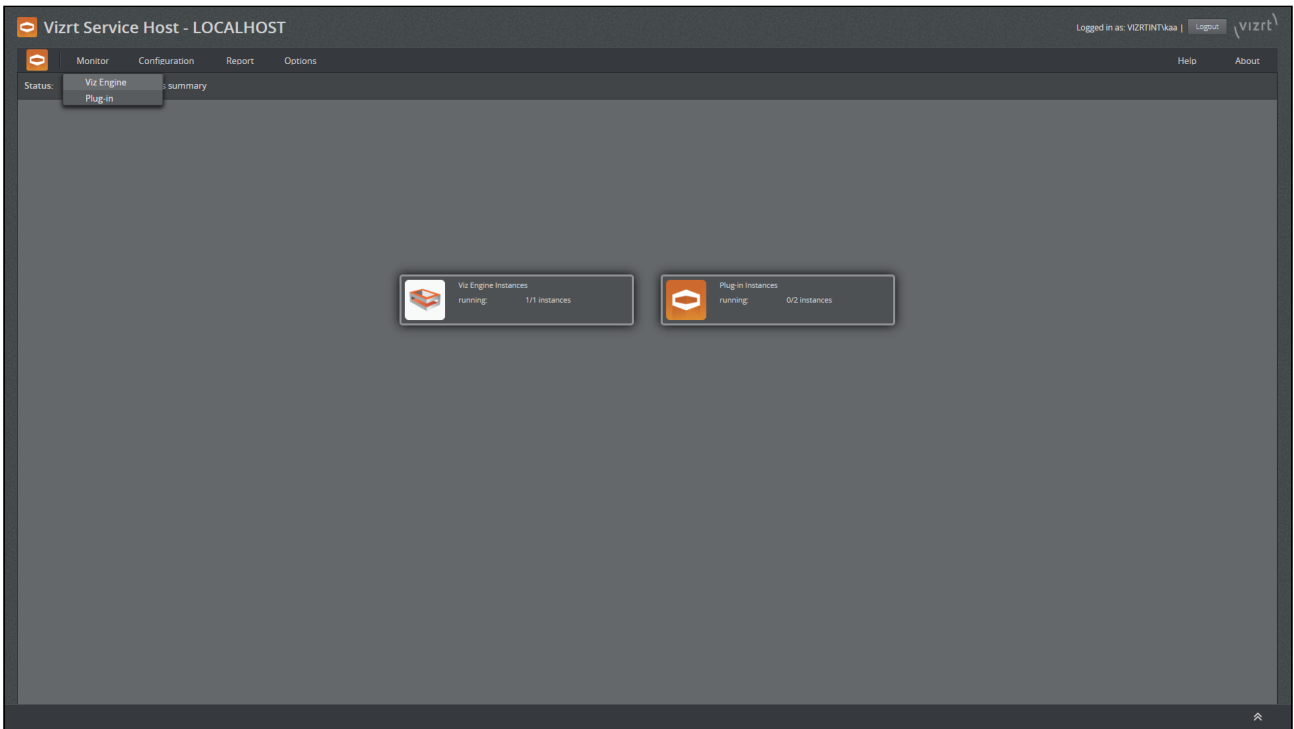 Vizrt Service Host - LOCALHOST
Logged in as: VIZRTINT\kaa | Logout
vizrt
Monitor Configuration Report Options Help About
Status: s summary
Viz Engine
Plug-in
Viz Engine Instances
running: 1/1 instances
Plug-in Instances
running: 0/2 instances